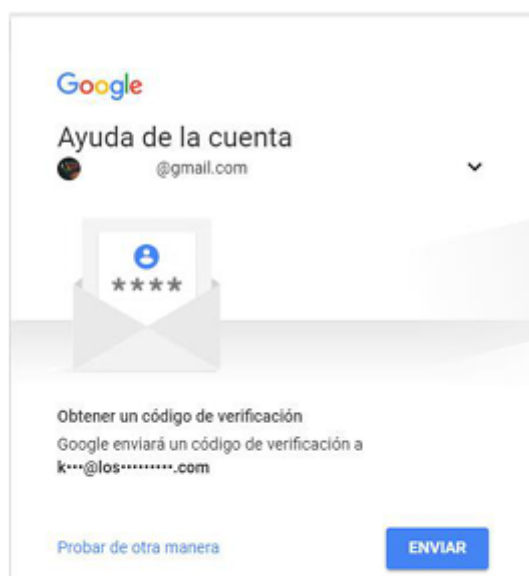 Google
Ayuda de la cuenta
@gmail.com
****
Obtener un código de verificación
Google enviará un código de verificación a
k···@los·········.com
Probar de otra manera
ENVIAR